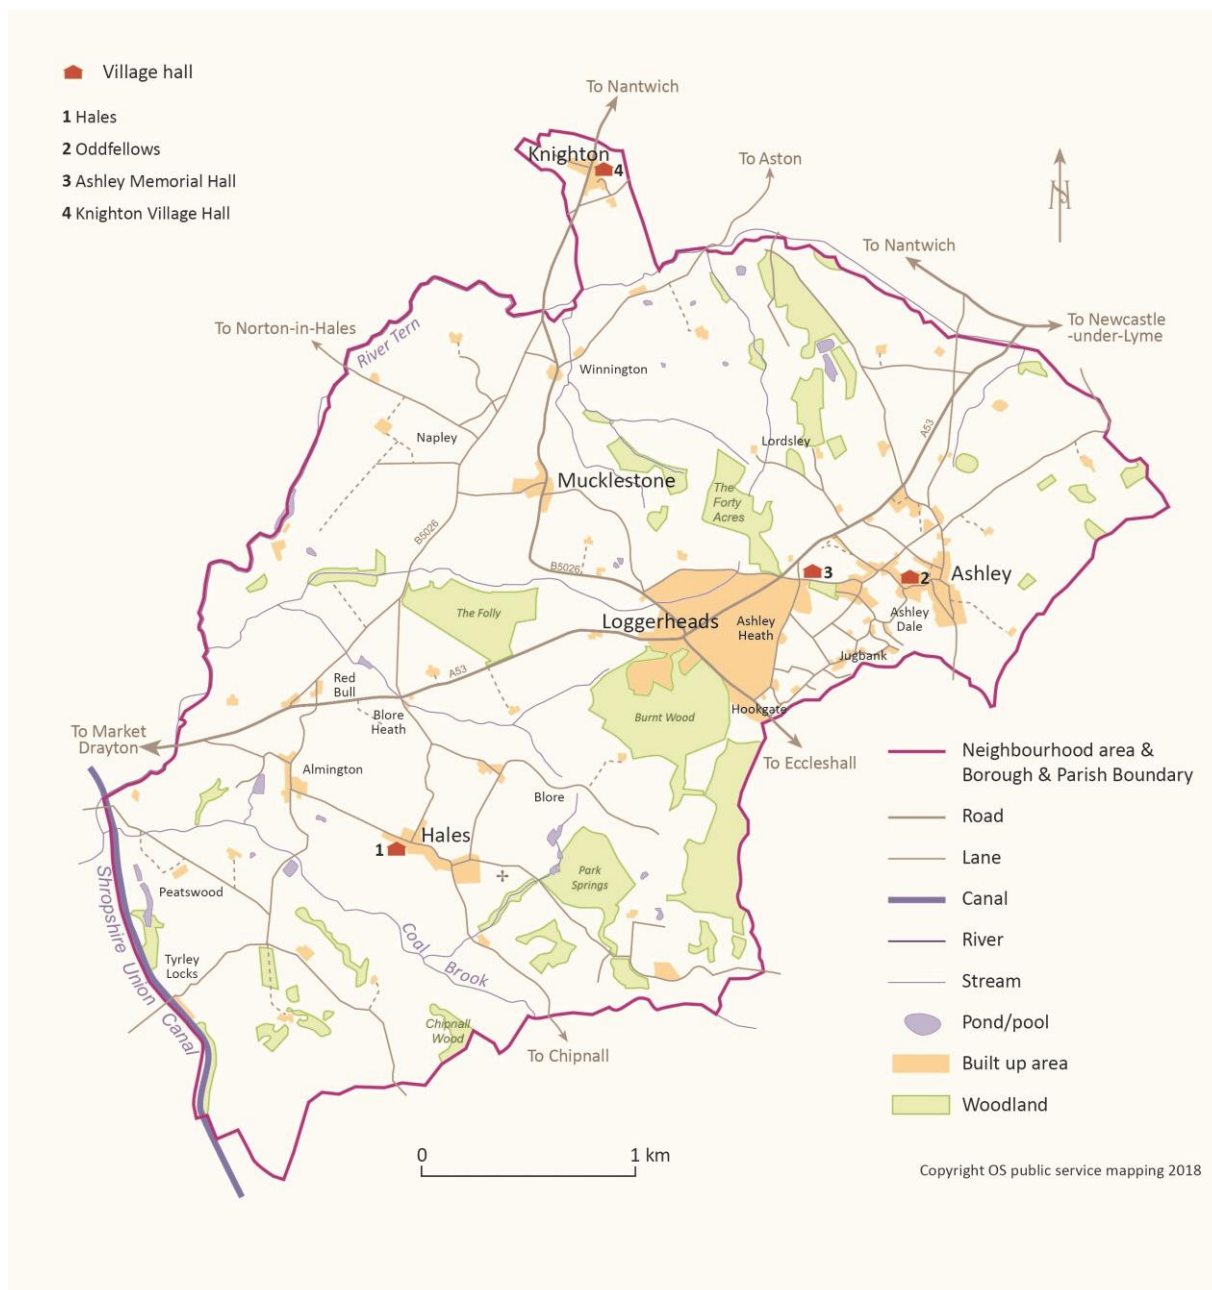 Village hall
1 Hales
2 Oddfellows
3 Ashley Memorial Hall
4 Knighton Village Hall
To Nantwich
Knighton
4
To Aston
N
To Nantwich
To Newcastle
-under-Lyme
To Norton-in-Hales
River Tern
Winnington
Napley
Lordsley
A53
Mucklestone
The
Forty
Acres
B5026
B5026
3
2
Ashley
The Folly
Loggerheads
Ashley
Heath
Ashley
Dale
Jugbank
A53
Red
Bull
Blore
Heath
Burnt Wood
Hookgate
To Market
Drayton
To Eccleshall
Almington
Blore
Hales
1
Park
Springs
Peatswood
Shropshire Union Canal
Tyrley
Locks
Coal Brook
Chipnall
Wood
To Chipnall
Neighbourhood area &
Borough & Parish Boundary
Road
Lane
Canal
River
Stream
Pond/pool
Built up area
Woodland
0 1 km
Copyright OS public service mapping 2018